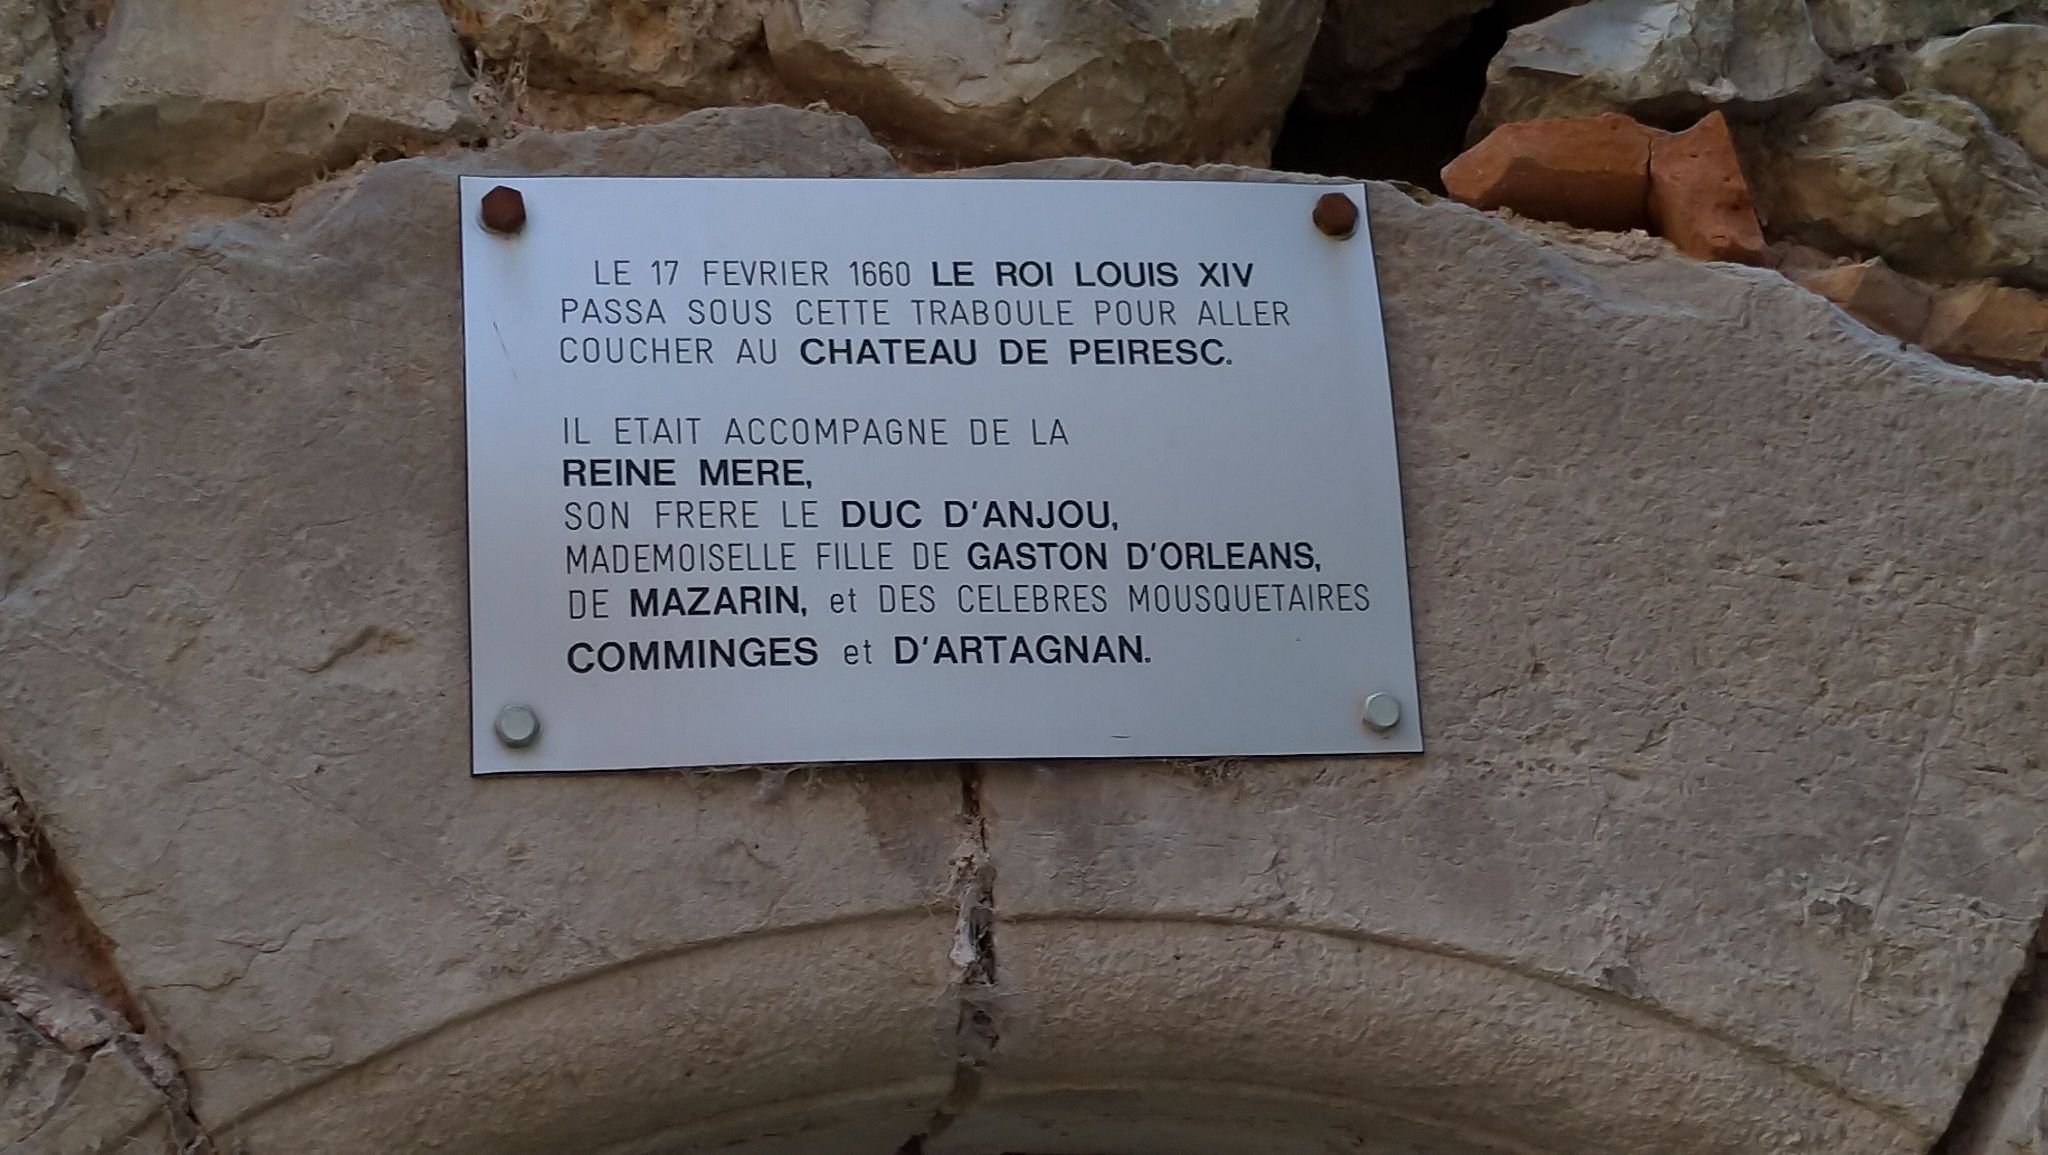 LE 17 FEVRIER 1660 LE ROI LOUIS XIV
PASSA SOUS CETTE TRABOULE POUR ALLER
COUCHER AU CHATEAU DE PEIRESC.
IL ETAIT ACCOMPAGNE DE LA
REINE MERE,
SON FRERE LE DUC D'ANJOU,
MADEMOISELLE FILLE DE GASTON D'ORLEANS,
DE MAZARIN, et DES CELEBRES MOUSQUETAIRES
COMMINGES et D'ARTAGNAN.